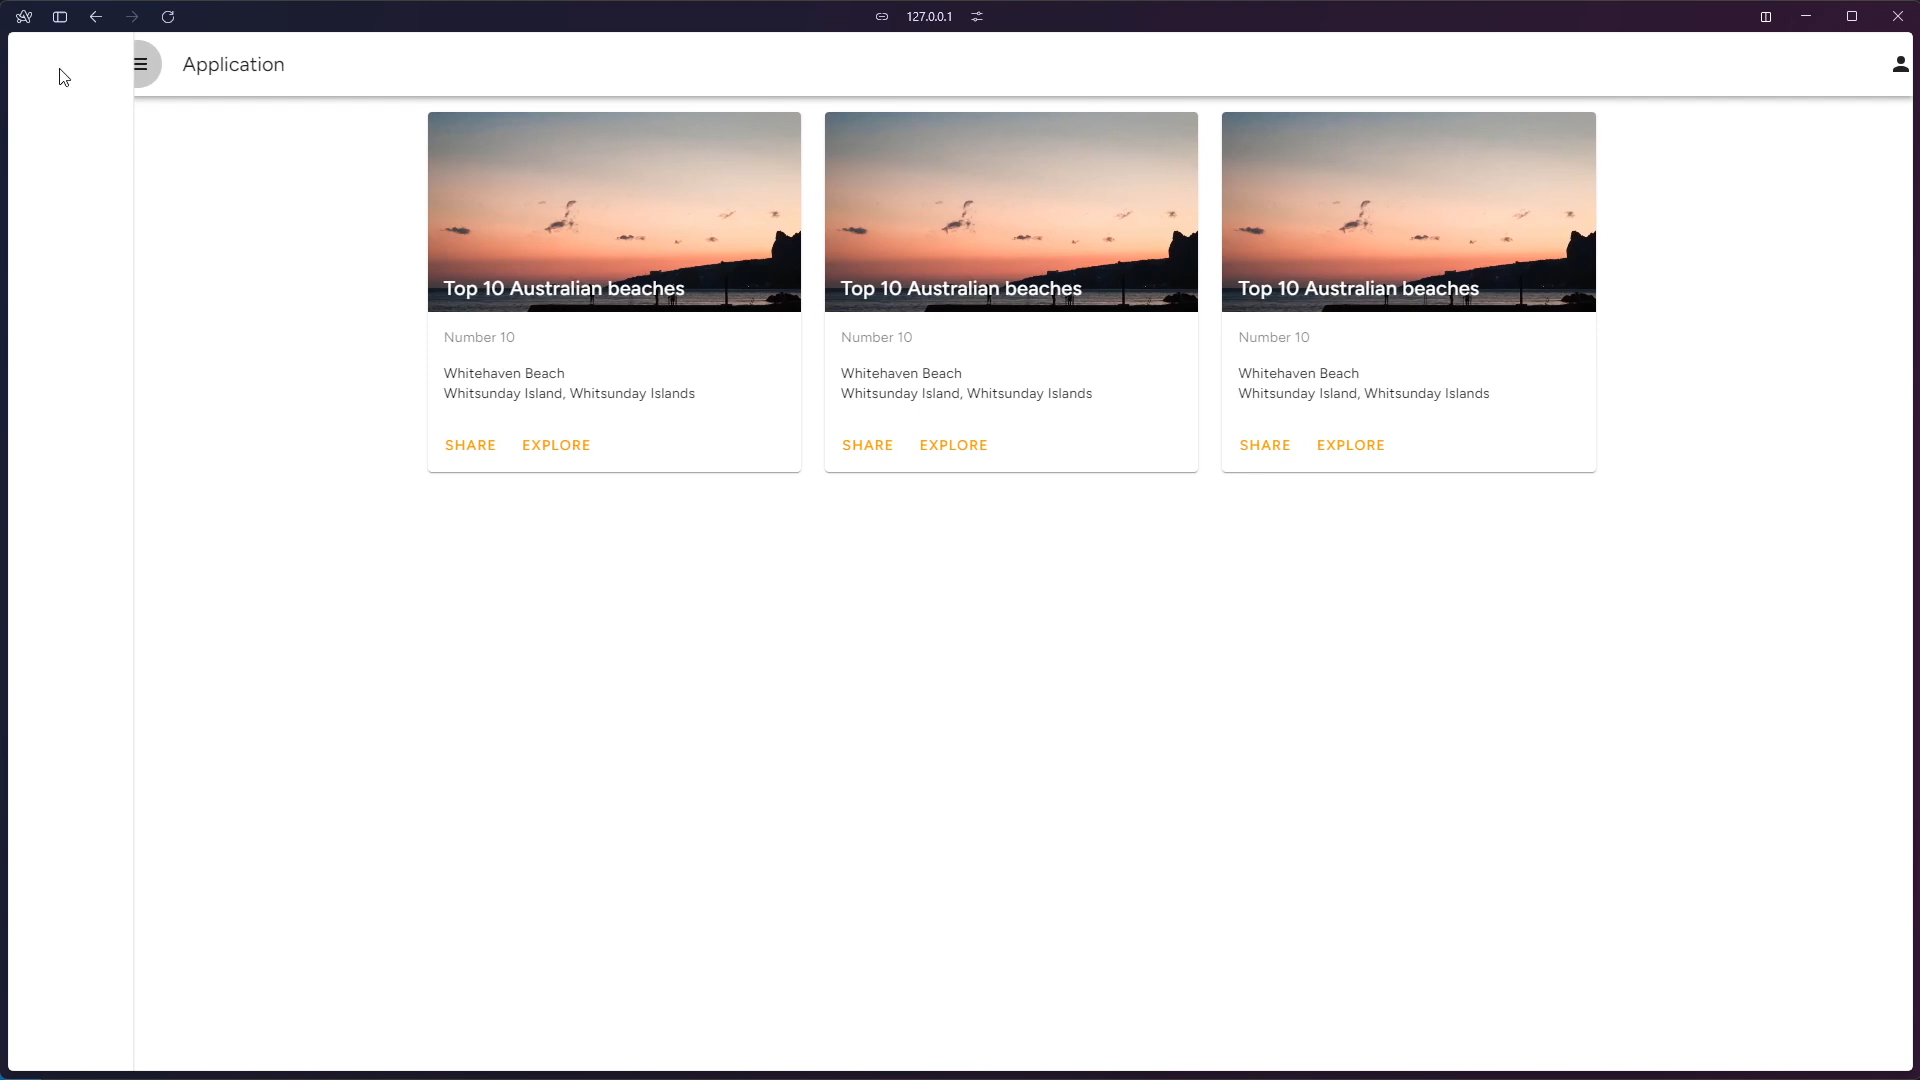 127.0.0.1
Application
Top 10 Australian beaches
Number 10
Whitehaven Beach
Whitsunday Island, Whitsunday Islands
SHARE EXPLORE
Top 10 Australian beaches
Number 10
Whitehaven Beach
Whitsunday Island, Whitsunday Islands
SHARE EXPLORE
Top 10 Australian beaches
Number 10
Whitehaven Beach
Whitsunday Island, Whitsunday Islands
SHARE EXPLORE